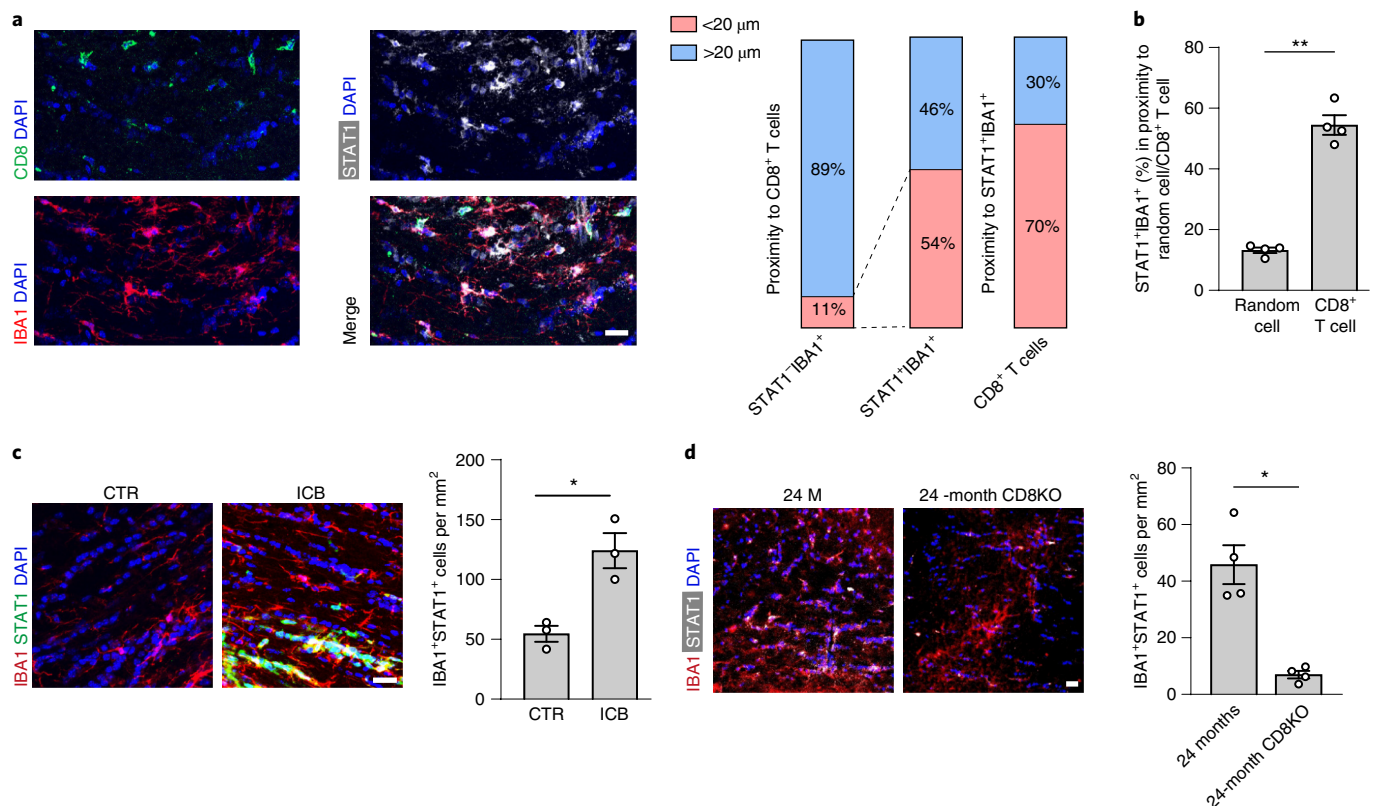 a
CD8 DAPI
STAT1 DAPI
IBA1 DAPI
Merge
<20 μm
>20 μm
Proximity to CD8⁺ T cells
89%
11%
46%
54%
Proximity to STAT1⁺IBA1⁺
30%
70%
STAT1⁻IBA1⁺
STAT1⁺IBA1⁺
CD8⁺ T cells
b
STAT1⁺IBA1⁺ (%) in proximity to
random cell/CD8⁺ T cell
80
60
40
20
0
**
Random
cell
CD8⁺
T cell
c
CTR
ICB
IBA1 STAT1 DAPI
IBA1⁺STAT1⁺ cells per mm²
200
150
100
50
0
*
CTR
ICB
d
24 M
24 -month CD8KO
IBA1 STAT1 DAPI
IBA1⁺STAT1⁺ cells per mm²
80
60
40
20
0
*
24 months
24-month CD8KO